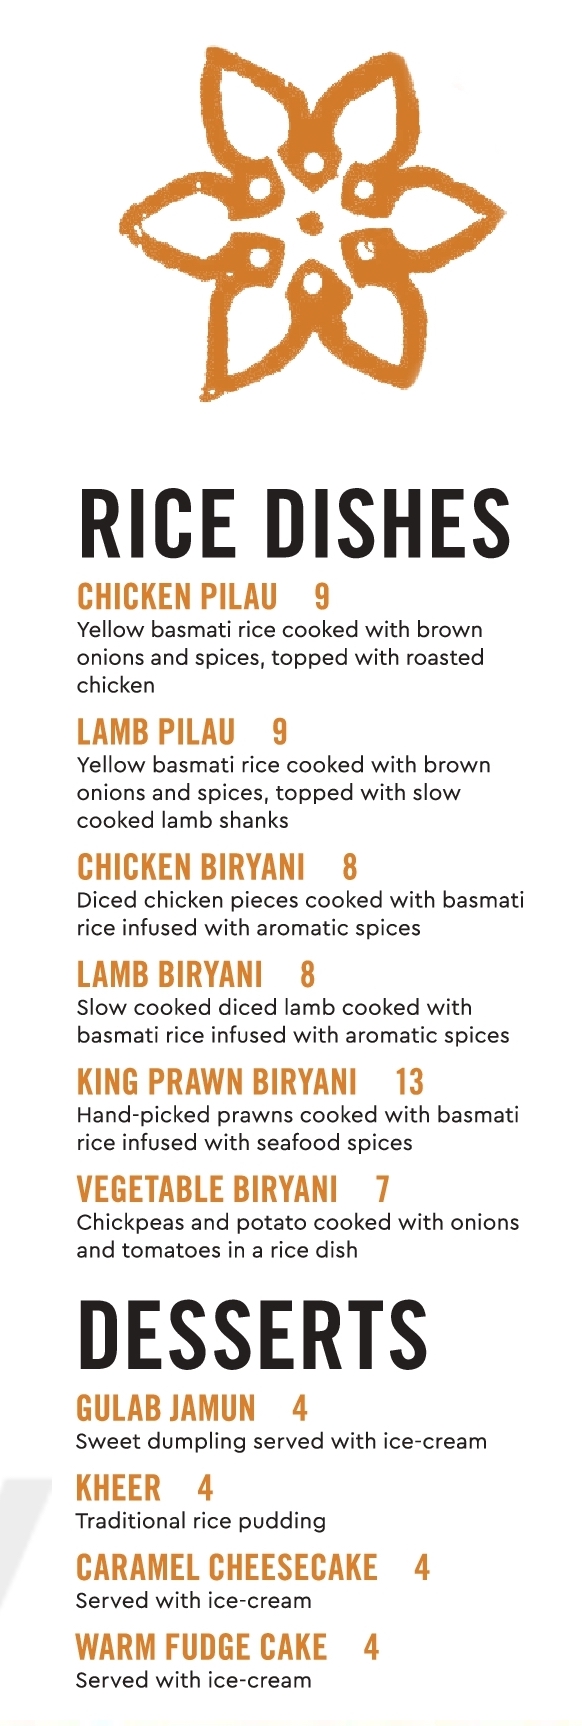 RICE DISHES
CHICKEN PILAU 9
Yellow basmati rice cooked with brown
onions and spices, topped with roasted
chicken
LAMB PILAU 9
Yellow basmati rice cooked with brown
onions and spices, topped with slow
cooked lamb shanks
CHICKEN BIRYANI 8
Diced chicken pieces cooked with basmati
rice infused with aromatic spices
LAMB BIRYANI 8
Slow cooked diced lamb cooked with
basmati rice infused with aromatic spices
KING PRAWN BIRYANI 13
Hand-picked prawns cooked with basmati
rice infused with seafood spices
VEGETABLE BIRYANI 7
Chickpeas and potato cooked with onions
and tomatoes in a rice dish
DESSERTS
GULAB JAMUN 4
Sweet dumpling served with ice-cream
KHEER 4
Traditional rice pudding
CARAMEL CHEESECAKE 4
Served with ice-cream
WARM FUDGE CAKE 4
Served with ice-cream